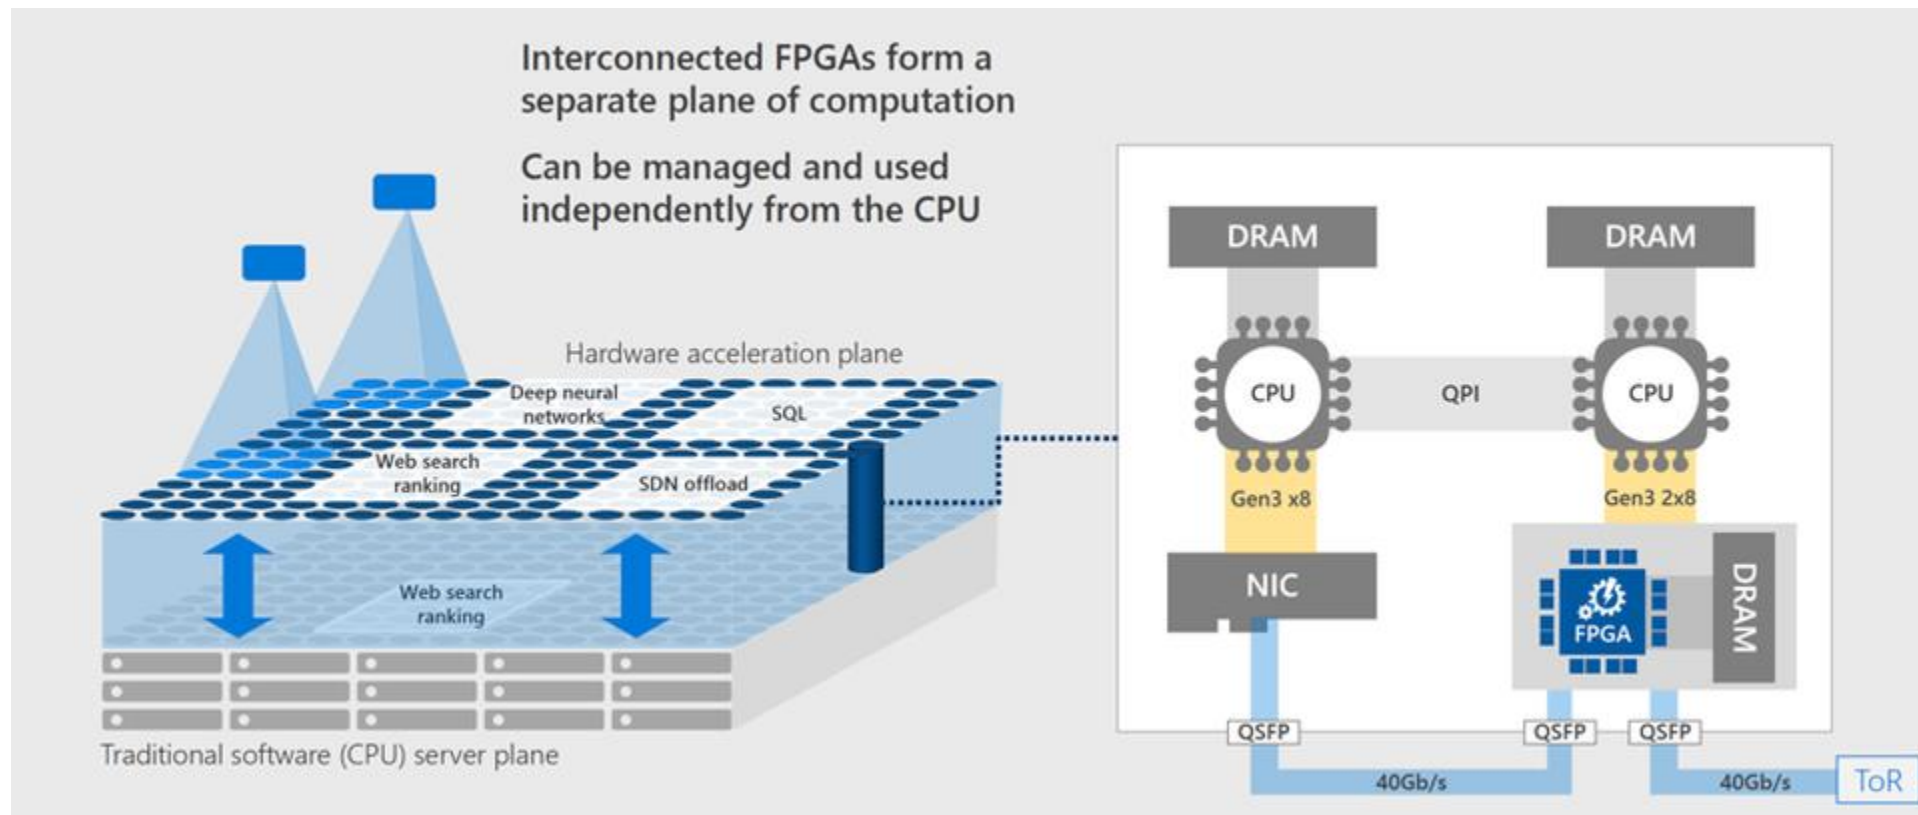 Interconnected FPGAs form a
separate plane of computation
Can be managed and used
independently from the CPU
Hardware acceleration plane
Deep neural
networks
SQL
Web search
ranking
SDN offload
Web search
ranking
Traditional software (CPU) server plane
DRAM
DRAM
CPU
QPI
CPU
Gen3 x8
Gen3 2x8
NIC
FPGA
DRAM
QSFP
QSFP
QSFP
40Gb/s
40Gb/s
ToR